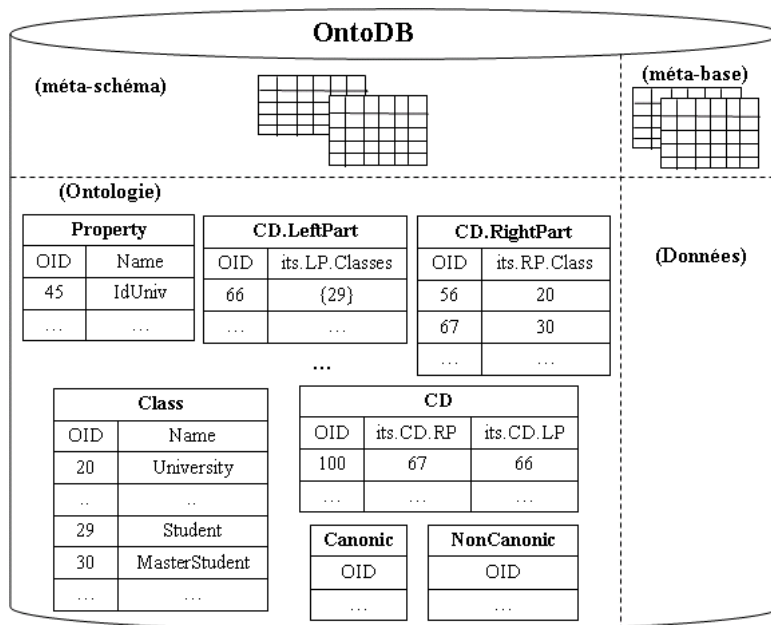 OntoDB
(méta-schéma)
(méta-base)
(Ontologie)
(Données)
Property
OID Name
45 IdUniv
... ...
CD.LeftPart
OID its.LP.Classes
66 {29}
... ...
CD.RightPart
OID its.RP.Class
56 20
67 30
... ...
...
Class
OID Name
20 University
.. ..
29 Student
30 MasterStudent
... ...
CD
OID its.CD.RP its.CD.LP
100 67 66
... ... ...
Canonic
OID
...
NonCanonic
OID
...